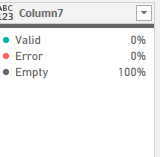 ABC
123 Column7
Valid 0%
Error 0%
Empty 100%